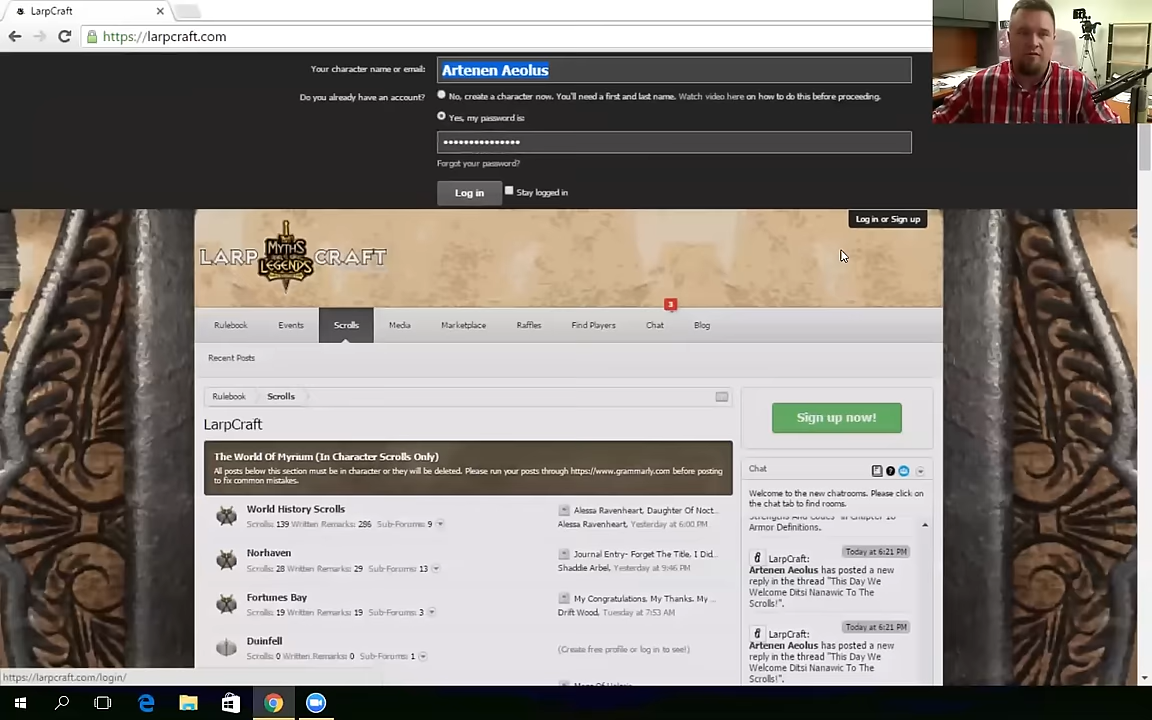 LarpCraft
https://larpcraft.com
Your character name or email:
Artenen Aeolus
Do you already have an account?
No, create a character now. You'll need a first and last name. Watch video here on how to do this before proceeding.
Yes, my password is:
Forgot your password?
Log in
Stay logged in
Log in or Sign up
LARP MYTHS LEGENDS CRAFT
3
Rulebook Events Scrolls Media Marketplace Raffles Find Players Chat Blog
Recent Posts
Rulebook Scrolls
LarpCraft
Sign up now!
The World Of Myrium (In Character Scrolls Only)
All posts below this section must be in character or they will be deleted. Please run your posts through https://www.grammarly.com before posting
to fix common mistakes.
World History Scrolls
Scrolls: 139 Written Remarks: 286 Sub-Forums: 9
Alessa Ravenheart, Daughter Of Noct...
Alessa Ravenheart, Yesterday at 6:00 PM
Norhaven
Scrolls: 28 Written Remarks: 29 Sub-Forums: 13
Journal Entry- Forget The Title, I Did...
Shaddie Arbel, Yesterday at 9:46 PM
Fortunes Bay
Scrolls: 19 Written Remarks: 19 Sub-Forums: 3
My Congratulations. My Thanks. My ...
Drift Wood, Tuesday at 7:53 AM
Duinfell
Scrolls: 0 Written Remarks: 0 Sub-Forums: 1
(Create free profile or log in to see!)
Chat
Welcome to the new chatrooms. Please click on
the chat tab to find rooms.
Armor Definitions.
Today at 6:21 PM
LarpCraft:
Artenen Aeolus has posted a new
reply in the thread "This Day We
Welcome Ditsi Nanawic To The
Scrolls!".
Today at 6:21 PM
LarpCraft:
Artenen Aeolus has posted a new
reply in the thread "This Day We
Welcome Ditsi Nanawic To The
Scrolls!".
https://larpcraft.com/login/